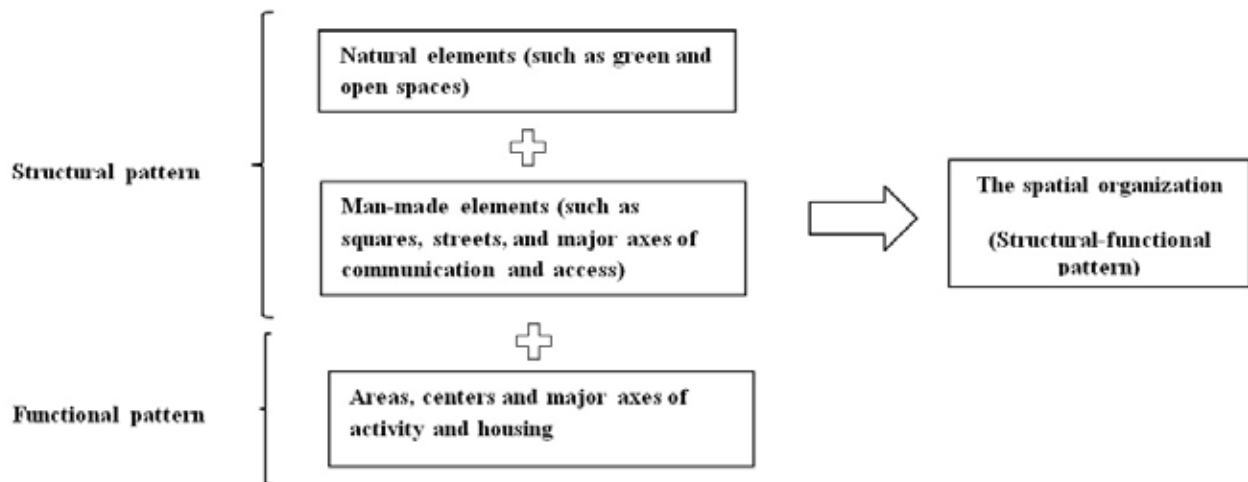 Natural elements (such as green and
open spaces)
Structural pattern
Man-made elements (such as
squares, streets, and major axes of
communication and access)
The spatial organization
(Structural-functional
pattern)
Functional pattern
Areas, centers and major axes of
activity and housing